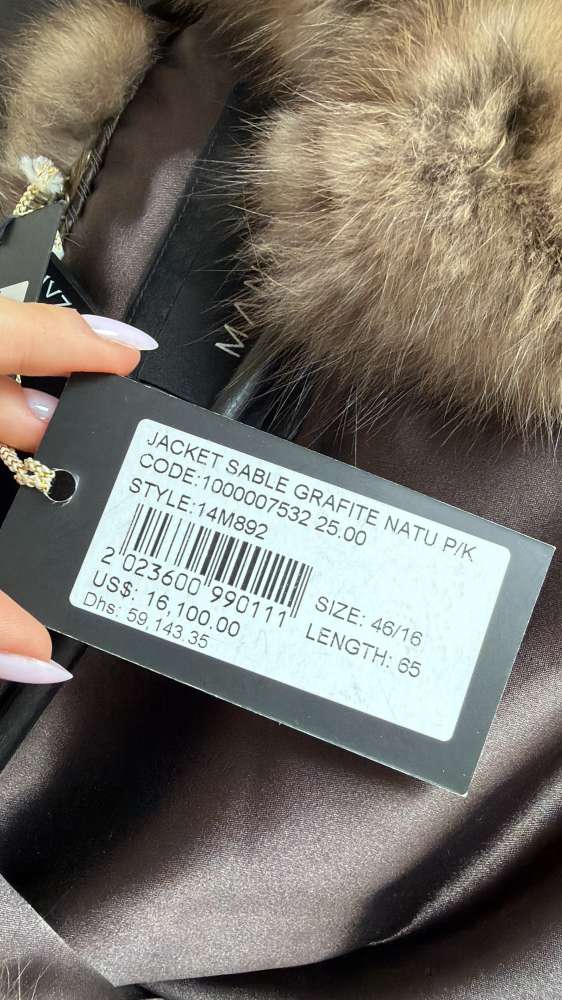 JACKET SABLE GRAFITE NATU P/K
CODE:1000007532 25.00
STYLE:14M892
2 023600 990111
SIZE: 46/16
US$: 16,100.00
LENGTH: 65
Dhs: 59,143.35